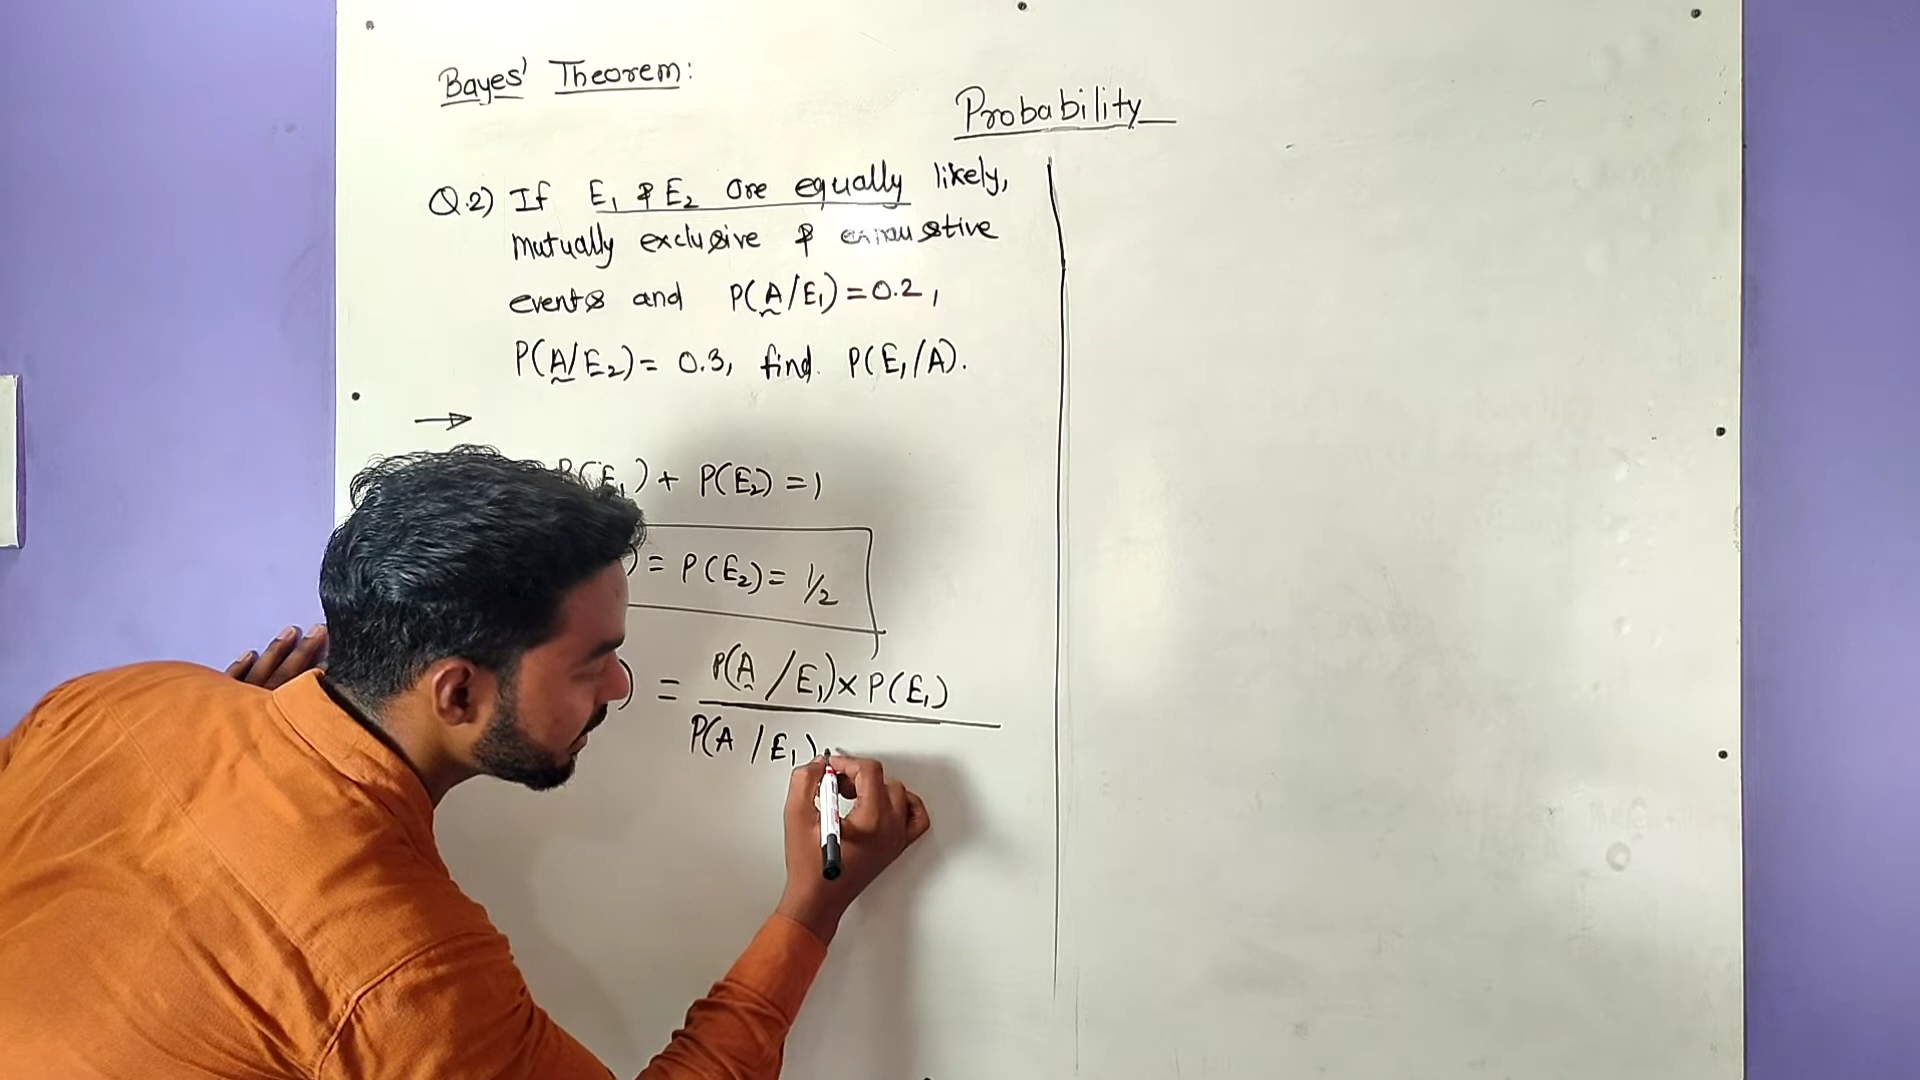 Bayes' Theorem:
Probability
Q.2) If E₁ & E₂ are equally likely,
mutually exclusive & exhaustive
events and P(A/E₁)=0.2,
P(A/E₂)= 0.3, find P(E₁/A).
→
P(E₁)+ P(E₂)=1
)= P(E₂)= 1/2
) = P(A/E₁)× P(E₁)
P(A/E₁)